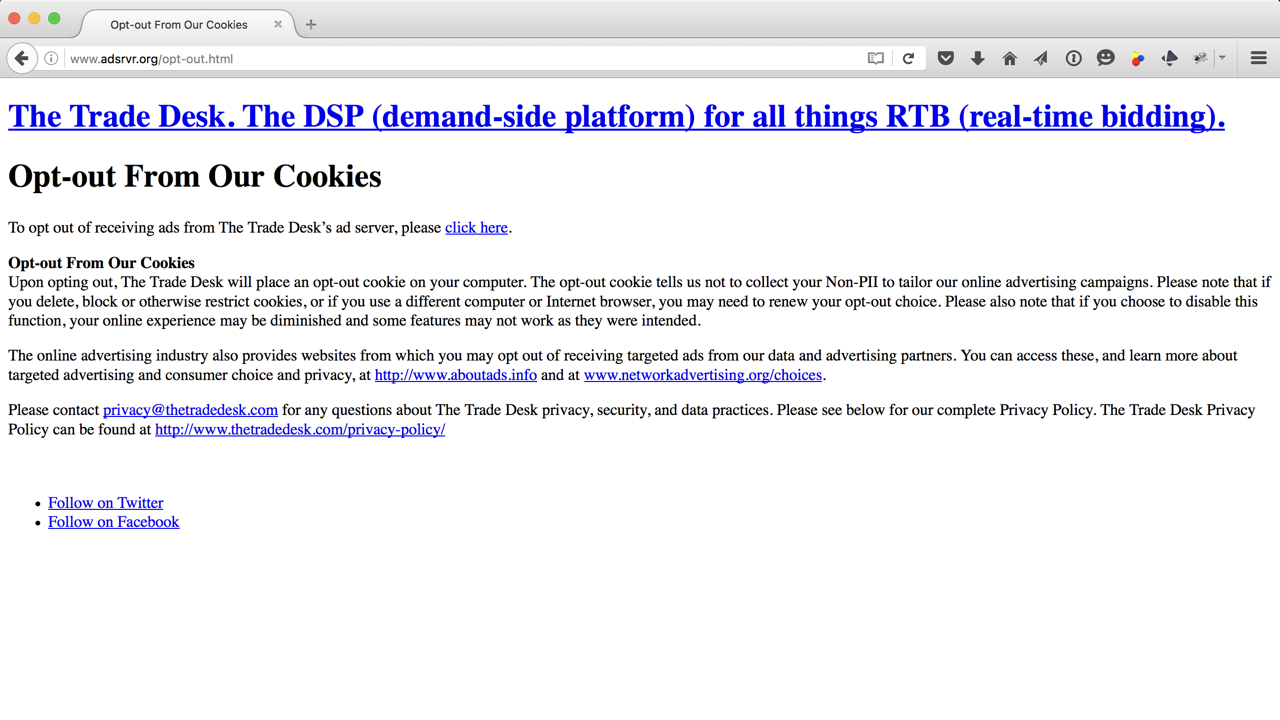 Opt-out From Our Cookies
www.adsrvr.org/opt-out.html
The Trade Desk. The DSP (demand-side platform) for all things RTB (real-time bidding).
Opt-out From Our Cookies
To opt out of receiving ads from The Trade Desk’s ad server, please click here.
Opt-out From Our Cookies
Upon opting out, The Trade Desk will place an opt-out cookie on your computer. The opt-out cookie tells us not to collect your Non-PII to tailor our online advertising campaigns. Please note that if
you delete, block or otherwise restrict cookies, or if you use a different computer or Internet browser, you may need to renew your opt-out choice. Please also note that if you choose to disable this
function, your online experience may be diminished and some features may not work as they were intended.
The online advertising industry also provides websites from which you may opt out of receiving targeted ads from our data and advertising partners. You can access these, and learn more about
targeted advertising and consumer choice and privacy, at http://www.aboutads.info and at www.networkadvertising.org/choices.
Please contact privacy@thetradedesk.com for any questions about The Trade Desk privacy, security, and data practices. Please see below for our complete Privacy Policy. The Trade Desk Privacy
Policy can be found at http://www.thetradedesk.com/privacy-policy/
• Follow on Twitter
• Follow on Facebook